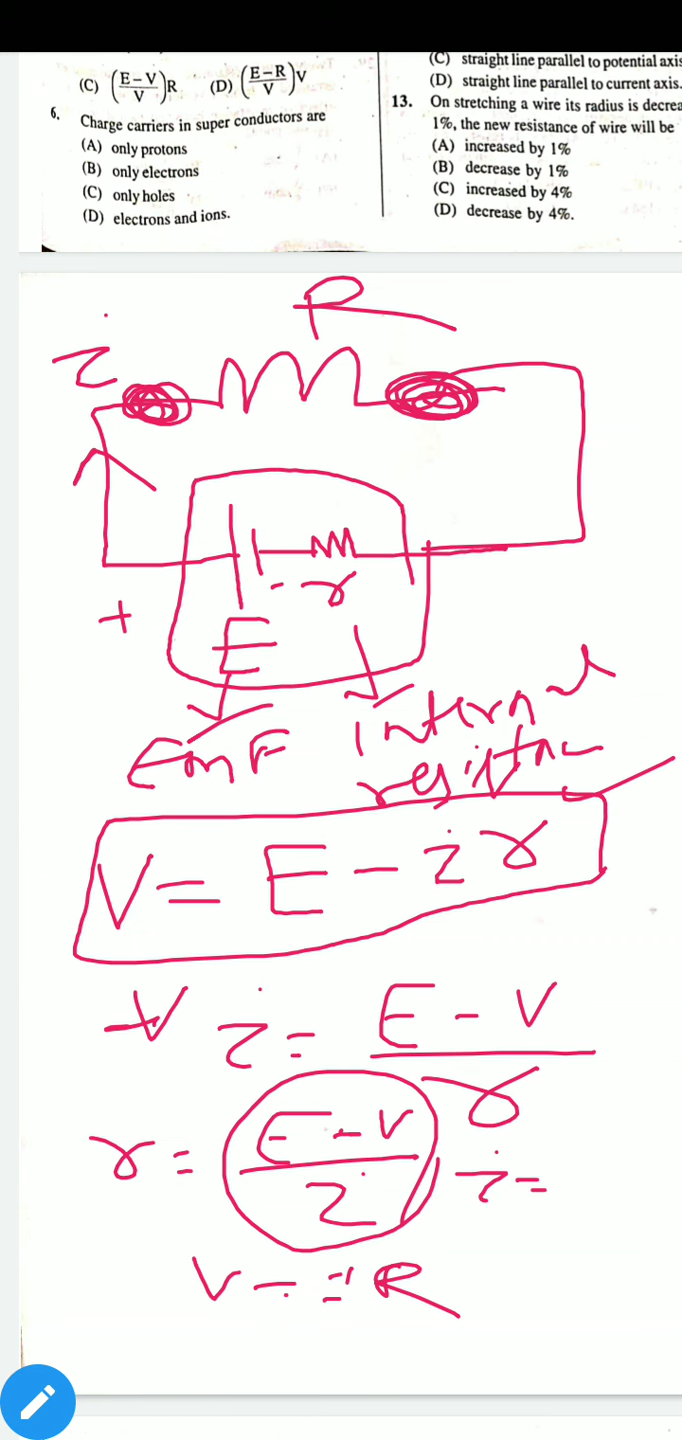 (C) (E-V/V)R (D) (E-R/V)V
6. Charge carriers in super conductors are
(A) only protons
(B) only electrons
(C) only holes
(D) electrons and ions.
(C) straight line parallel to potential axis
(D) straight line parallel to current axis.
13. On stretching a wire its radius is decrea
1%, the new resistance of wire will be
(A) increased by 1%
(B) decrease by 1%
(C) increased by 4%
(D) decrease by 4%.
R
i
- r
+
E
EmF
Internal
resistanc
V = E - ir
i = E - V / r
r = E - V / i
i =
V = iR